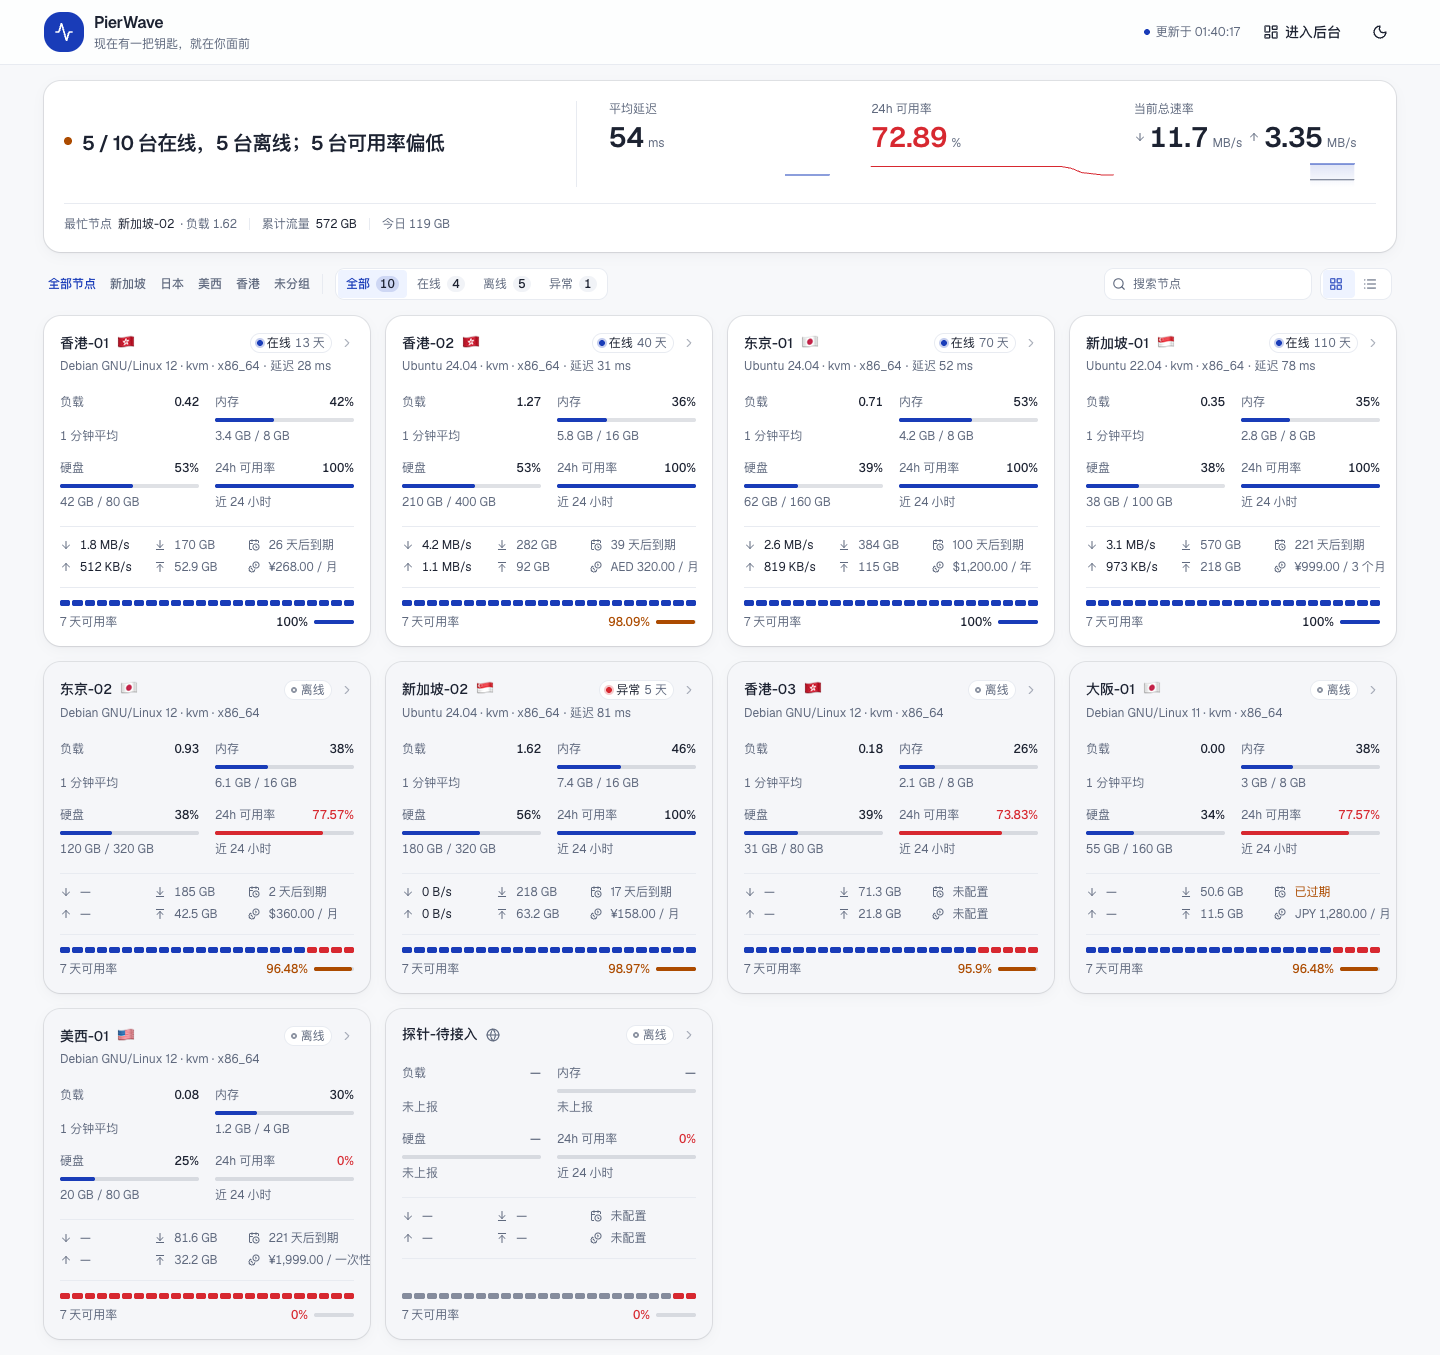 PierWave
现在有一把钥匙，就在你面前
更新于 01:40:17
进入后台
5 / 10 台在线，5 台离线；5 台可用率偏低
平均延迟
54 ms
24h 可用率
72.89 %
当前总速率
↓ 11.7 MB/s ↑ 3.35 MB/s
最忙节点 新加坡-02 · 负载 1.62 累计流量 572 GB 今日 119 GB
全部节点 新加坡 日本 美西 香港 未分组 全部 10 在线 4 离线 5 异常 1
搜索节点
香港-01 在线 13 天
Debian GNU/Linux 12 · kvm · x86_64 · 延迟 28 ms
负载 0.42 内存 42%
1 分钟平均 3.4 GB / 8 GB
硬盘 53% 24h 可用率 100%
42 GB / 80 GB 近 24 小时
↓ 1.8 MB/s 170 GB 26 天后到期
↑ 512 KB/s 52.9 GB ¥268.00 / 月
7 天可用率 100%
香港-02 在线 40 天
Ubuntu 24.04 · kvm · x86_64 · 延迟 31 ms
负载 1.27 内存 36%
1 分钟平均 5.8 GB / 16 GB
硬盘 53% 24h 可用率 100%
210 GB / 400 GB 近 24 小时
↓ 4.2 MB/s 282 GB 39 天后到期
↑ 1.1 MB/s 92 GB AED 320.00 / 月
7 天可用率 98.09%
东京-01 在线 70 天
Ubuntu 24.04 · kvm · x86_64 · 延迟 52 ms
负载 0.71 内存 53%
1 分钟平均 4.2 GB / 8 GB
硬盘 39% 24h 可用率 100%
62 GB / 160 GB 近 24 小时
↓ 2.6 MB/s 384 GB 100 天后到期
↑ 819 KB/s 115 GB $1,200.00 / 年
7 天可用率 100%
新加坡-01 在线 110 天
Ubuntu 22.04 · kvm · x86_64 · 延迟 78 ms
负载 0.35 内存 35%
1 分钟平均 2.8 GB / 8 GB
硬盘 38% 24h 可用率 100%
38 GB / 100 GB 近 24 小时
↓ 3.1 MB/s 570 GB 221 天后到期
↑ 973 KB/s 218 GB ¥999.00 / 3 个月
7 天可用率 100%
东京-02 离线
Debian GNU/Linux 12 · kvm · x86_64
负载 0.93 内存 38%
1 分钟平均 6.1 GB / 16 GB
硬盘 38% 24h 可用率 77.57%
120 GB / 320 GB 近 24 小时
↓ — 185 GB 2 天后到期
↑ — 42.5 GB $360.00 / 月
7 天可用率 96.48%
新加坡-02 异常 5 天
Ubuntu 24.04 · kvm · x86_64 · 延迟 81 ms
负载 1.62 内存 46%
1 分钟平均 7.4 GB / 16 GB
硬盘 56% 24h 可用率 100%
180 GB / 320 GB 近 24 小时
↓ 0 B/s 218 GB 17 天后到期
↑ 0 B/s 63.2 GB ¥158.00 / 月
7 天可用率 98.97%
香港-03 离线
Debian GNU/Linux 12 · kvm · x86_64
负载 0.18 内存 26%
1 分钟平均 2.1 GB / 8 GB
硬盘 39% 24h 可用率 73.83%
31 GB / 80 GB 近 24 小时
↓ — 71.3 GB 未配置
↑ — 21.8 GB 未配置
7 天可用率 95.9%
大阪-01 离线
Debian GNU/Linux 11 · kvm · x86_64
负载 0.00 内存 38%
1 分钟平均 3 GB / 8 GB
硬盘 34% 24h 可用率 77.57%
55 GB / 160 GB 近 24 小时
↓ — 50.6 GB 已过期
↑ — 11.5 GB JPY 1,280.00 / 月
7 天可用率 96.48%
美西-01 离线
Debian GNU/Linux 12 · kvm · x86_64
负载 0.08 内存 30%
1 分钟平均 1.2 GB / 4 GB
硬盘 25% 24h 可用率 0%
20 GB / 80 GB 近 24 小时
↓ — 81.6 GB 221 天后到期
↑ — 32.2 GB ¥1,999.00 / 一次性
7 天可用率 0%
探针-待接入 离线
负载 — 内存 —
未上报 未上报
硬盘 — 24h 可用率 0%
未上报 近 24 小时
↓ — — 未配置
↑ — — 未配置
7 天可用率 0%